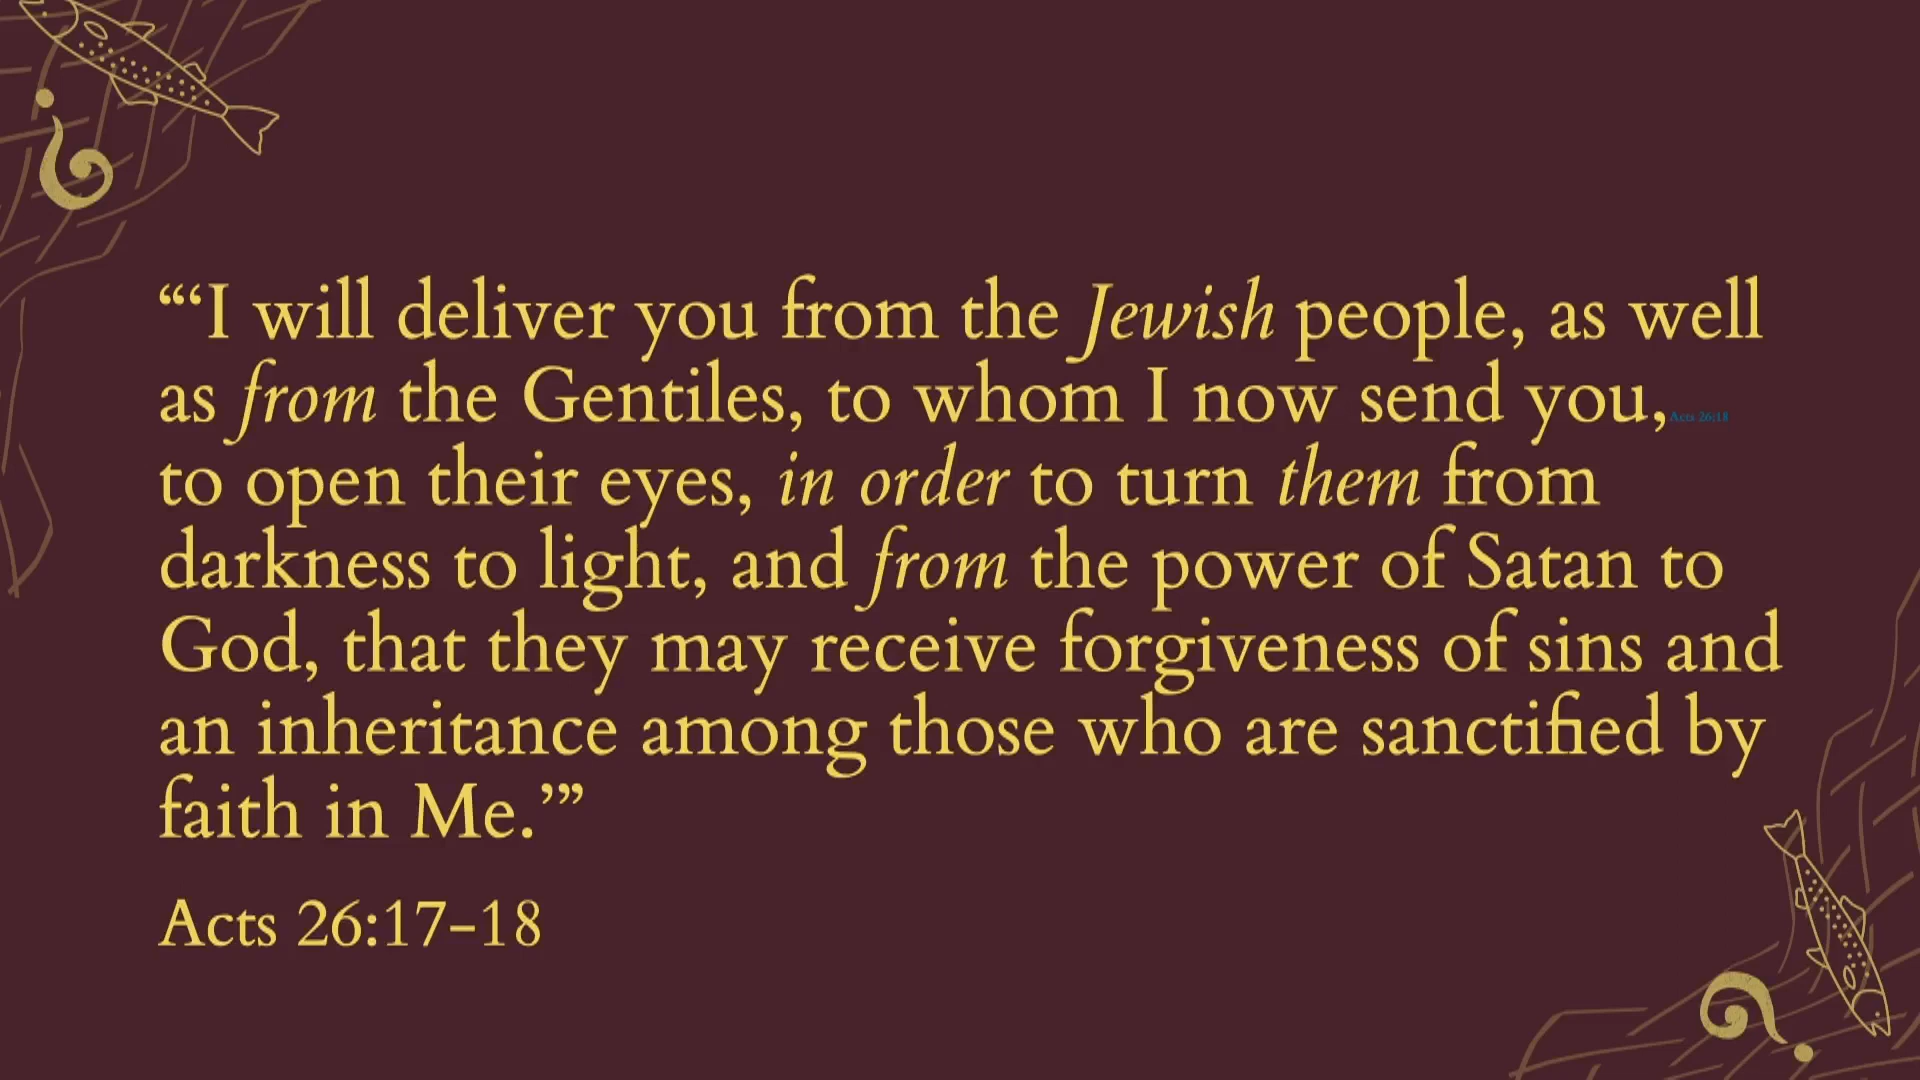 “‘I will deliver you from the Jewish people, as well
as from the Gentiles, to whom I now send you,Acts 26:18
to open their eyes, in order to turn them from
darkness to light, and from the power of Satan to
God, that they may receive forgiveness of sins and
an inheritance among those who are sanctified by
faith in Me.’”
Acts 26:17-18